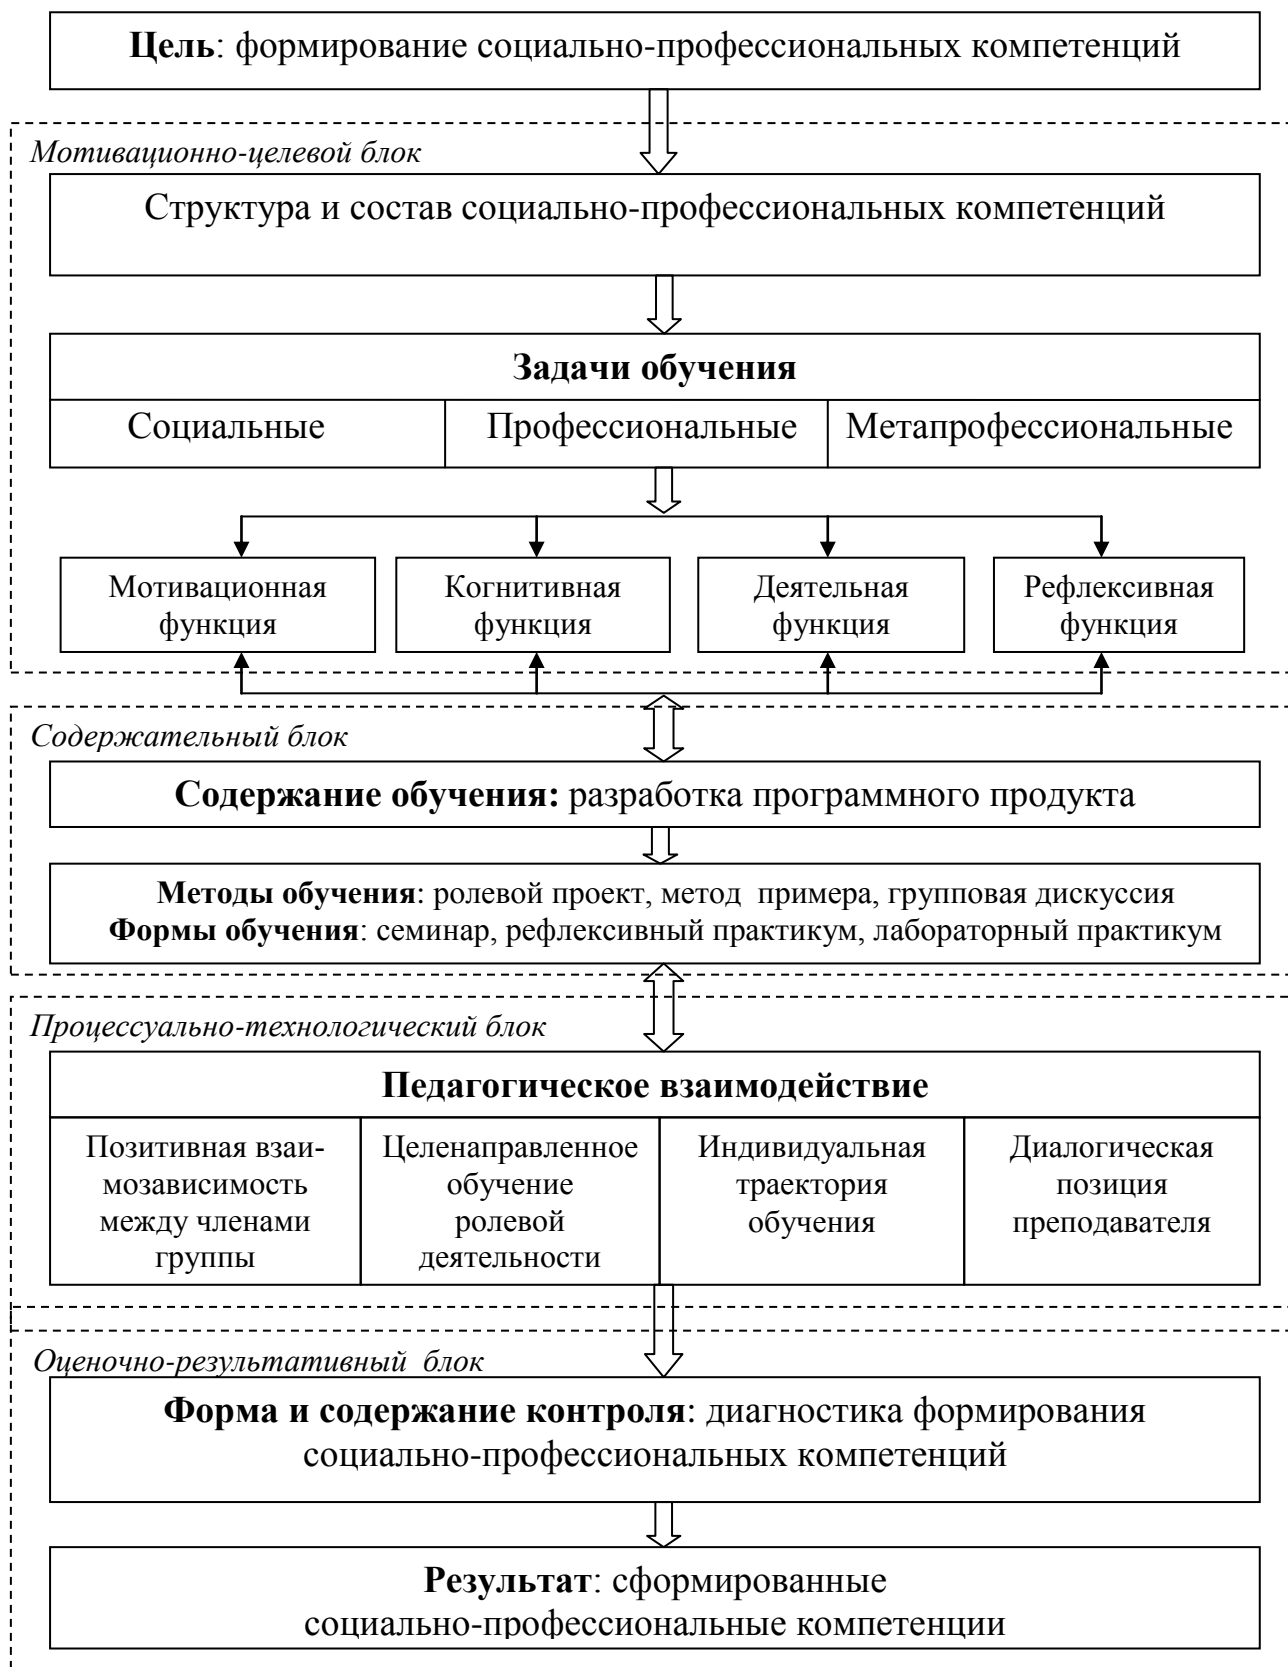 Цель: формирование социально-профессиональных компетенций
Мотивационно-целевой блок
Структура и состав социально-профессиональных компетенций
Задачи обучения
Социальные
Профессиональные
Метапрофессиональные
Мотивационная
функция
Когнитивная
функция
Деятельная
функция
Рефлексивная
функция
Содержательный блок
Содержание обучения: разработка программного продукта
Методы обучения: ролевой проект, метод примера, групповая дискуссия
Формы обучения: семинар, рефлексивный практикум, лабораторный практикум
Процессуально-технологический блок
Педагогическое взаимодействие
Позитивная взаи-
мозависимость
между членами
группы
Целенаправленное
обучение
ролевой
деятельности
Индивидуальная
траектория
обучения
Диалогическая
позиция
преподавателя
Оценочно-результативный блок
Форма и содержание контроля: диагностика формирования
социально-профессиональных компетенций
Результат: сформированные
социально-профессиональные компетенции